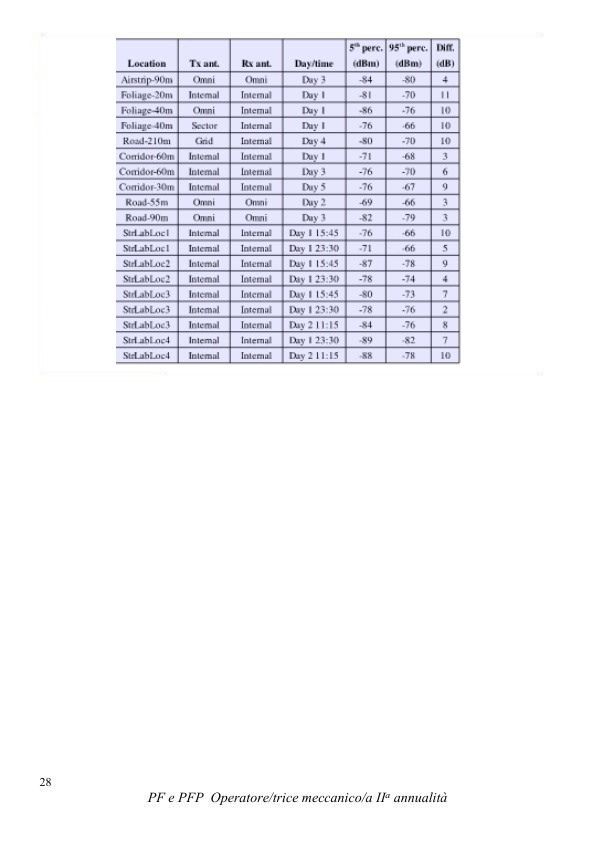 5th perc. 95th perc. Diff.
Location Tx ant. Rx ant. Day/time (dBm) (dBm) (dB)
Airstrip-90m Omni Omni Day 3 -84 -80 4
Foliage-20m Internal Internal Day 1 -81 -70 11
Foliage-40m Omni Internal Day 1 -86 -76 10
Foliage-40m Sector Internal Day 1 -76 -66 10
Road-210m Grid Internal Day 4 -80 -70 10
Corridor-60m Internal Internal Day 1 -71 -68 3
Corridor-60m Internal Internal Day 3 -76 -70 6
Corridor-30m Internal Internal Day 5 -76 -67 9
Road-55m Omni Omni Day 2 -69 -66 3
Road-90m Omni Omni Day 3 -82 -79 3
StrLabLoc1 Internal Internal Day 1 15:45 -76 -66 10
StrLabLoc1 Internal Internal Day 1 23:30 -71 -66 5
StrLabLoc2 Internal Internal Day 1 15:45 -87 -78 9
StrLabLoc2 Internal Internal Day 1 23:30 -78 -74 4
StrLabLoc3 Internal Internal Day 1 15:45 -80 -73 7
StrLabLoc3 Internal Internal Day 1 23:30 -78 -76 2
StrLabLoc3 Internal Internal Day 2 11:15 -84 -76 8
StrLabLoc4 Internal Internal Day 1 23:30 -89 -82 7
StrLabLoc4 Internal Internal Day 2 11:15 -88 -78 10
28
PF e PFP Operatore/trice meccanico/a IIª annualità